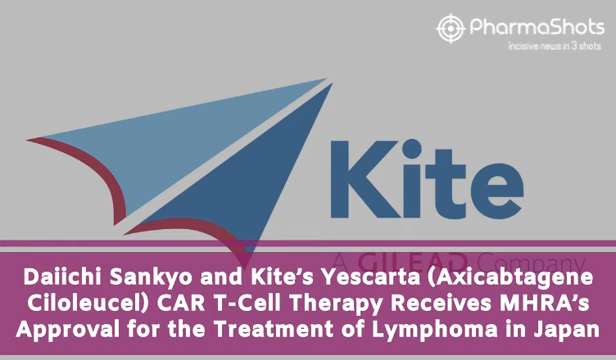 PharmaShots
Incisive news in 3 shots
Kite
A GILEAD Company
Daiichi Sankyo and Kite's Yescarta (Axicabtagene
Ciloleucel) CAR T-Cell Therapy Receives MHRA's
Approval for the Treatment of Lymphoma in Japan